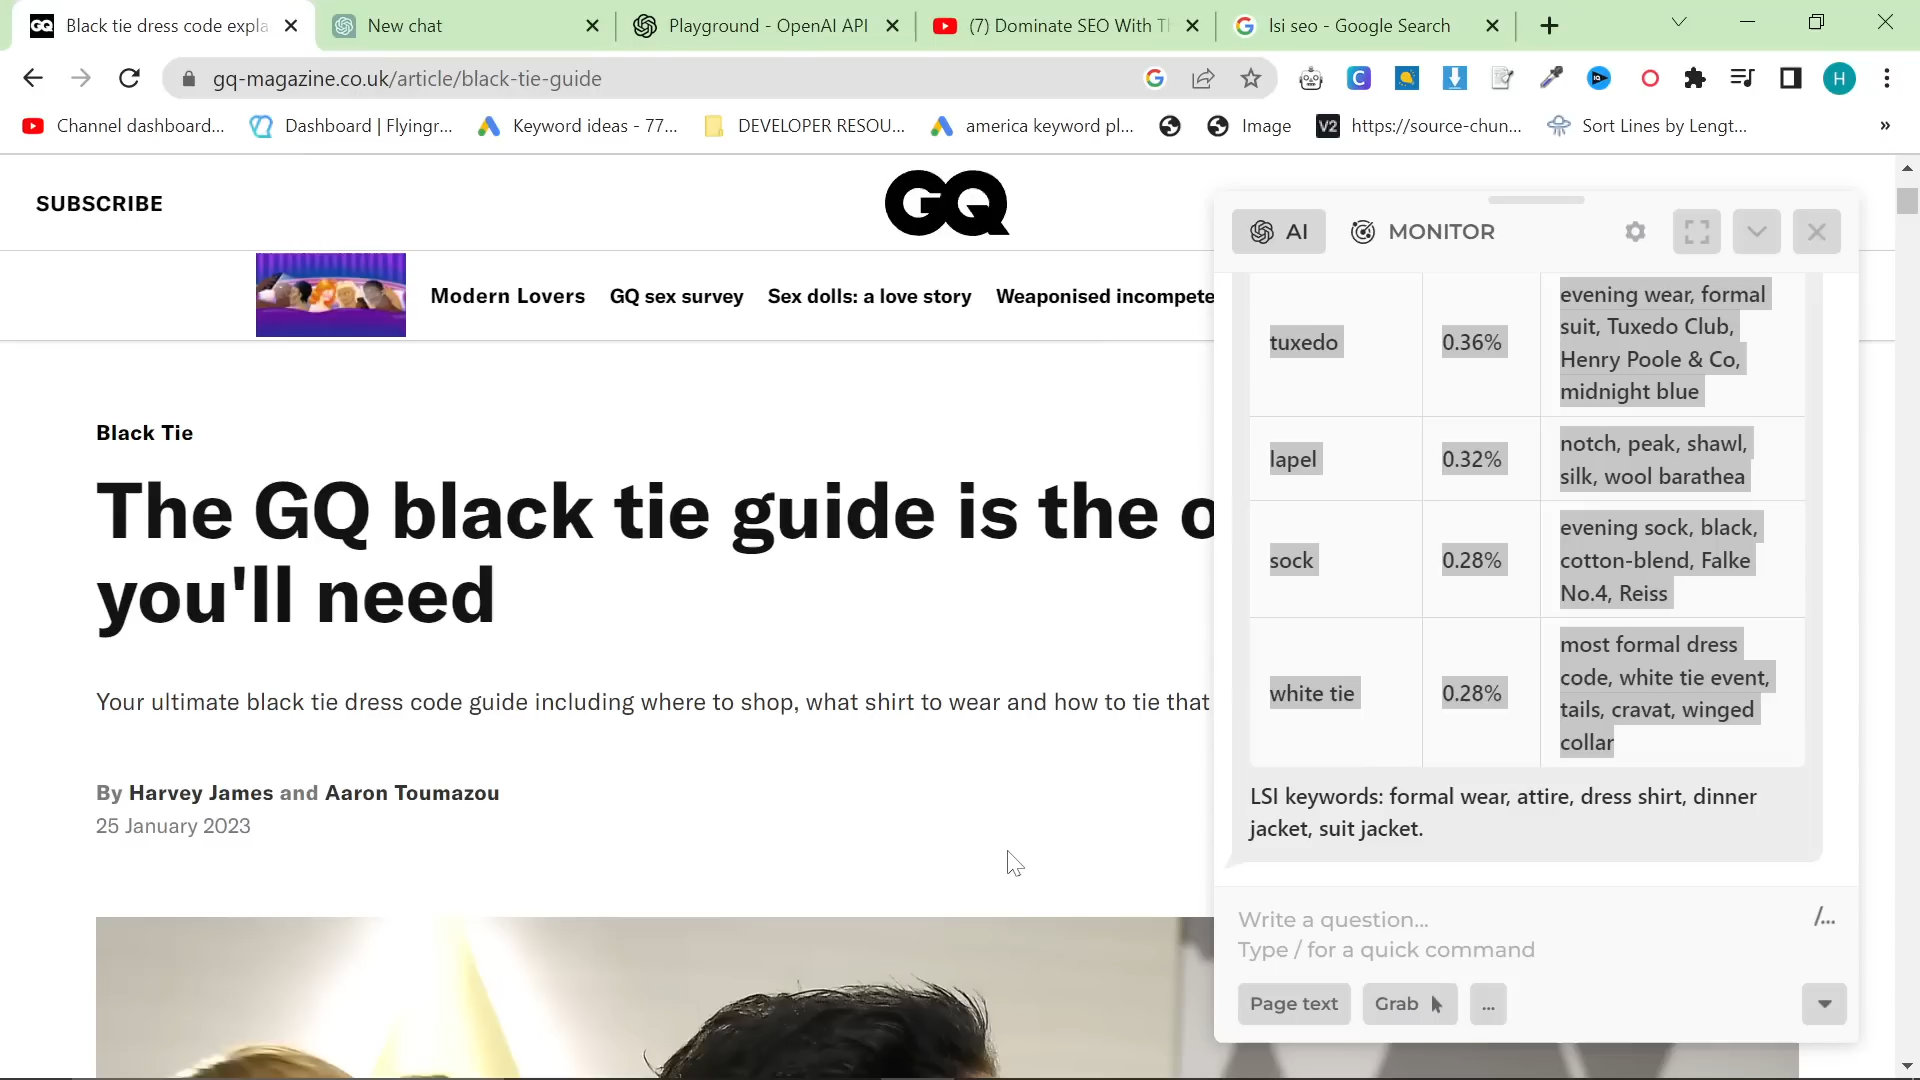 Black tie dress code expla
New chat
Playground - OpenAI API
(7) Dominate SEO With Th
lsi seo - Google Search
gq-magazine.co.uk/article/black-tie-guide
H
Channel dashboard...
Dashboard | Flyingr...
Keyword ideas - 77...
DEVELOPER RESOU...
america keyword pl...
Image
V2
https://source-chun...
Sort Lines by Lengt...
»
SUBSCRIBE
GQ
Modern Lovers
GQ sex survey
Sex dolls: a love story
Weaponised incompete
Black Tie
The GQ black tie guide is the o
you'll need
Your ultimate black tie dress code guide including where to shop, what shirt to wear and how to tie that
By Harvey James and Aaron Toumazou
25 January 2023
AI
MONITOR
tuxedo
0.36%
evening wear, formal
suit, Tuxedo Club,
Henry Poole & Co,
midnight blue
lapel
0.32%
notch, peak, shawl,
silk, wool barathea
sock
0.28%
evening sock, black,
cotton-blend, Falke
No.4, Reiss
white tie
0.28%
most formal dress
code, white tie event,
tails, cravat, winged
collar
LSI keywords: formal wear, attire, dress shirt, dinner
jacket, suit jacket.
Write a question...
Type / for a quick command
/...
Page text
Grab
...